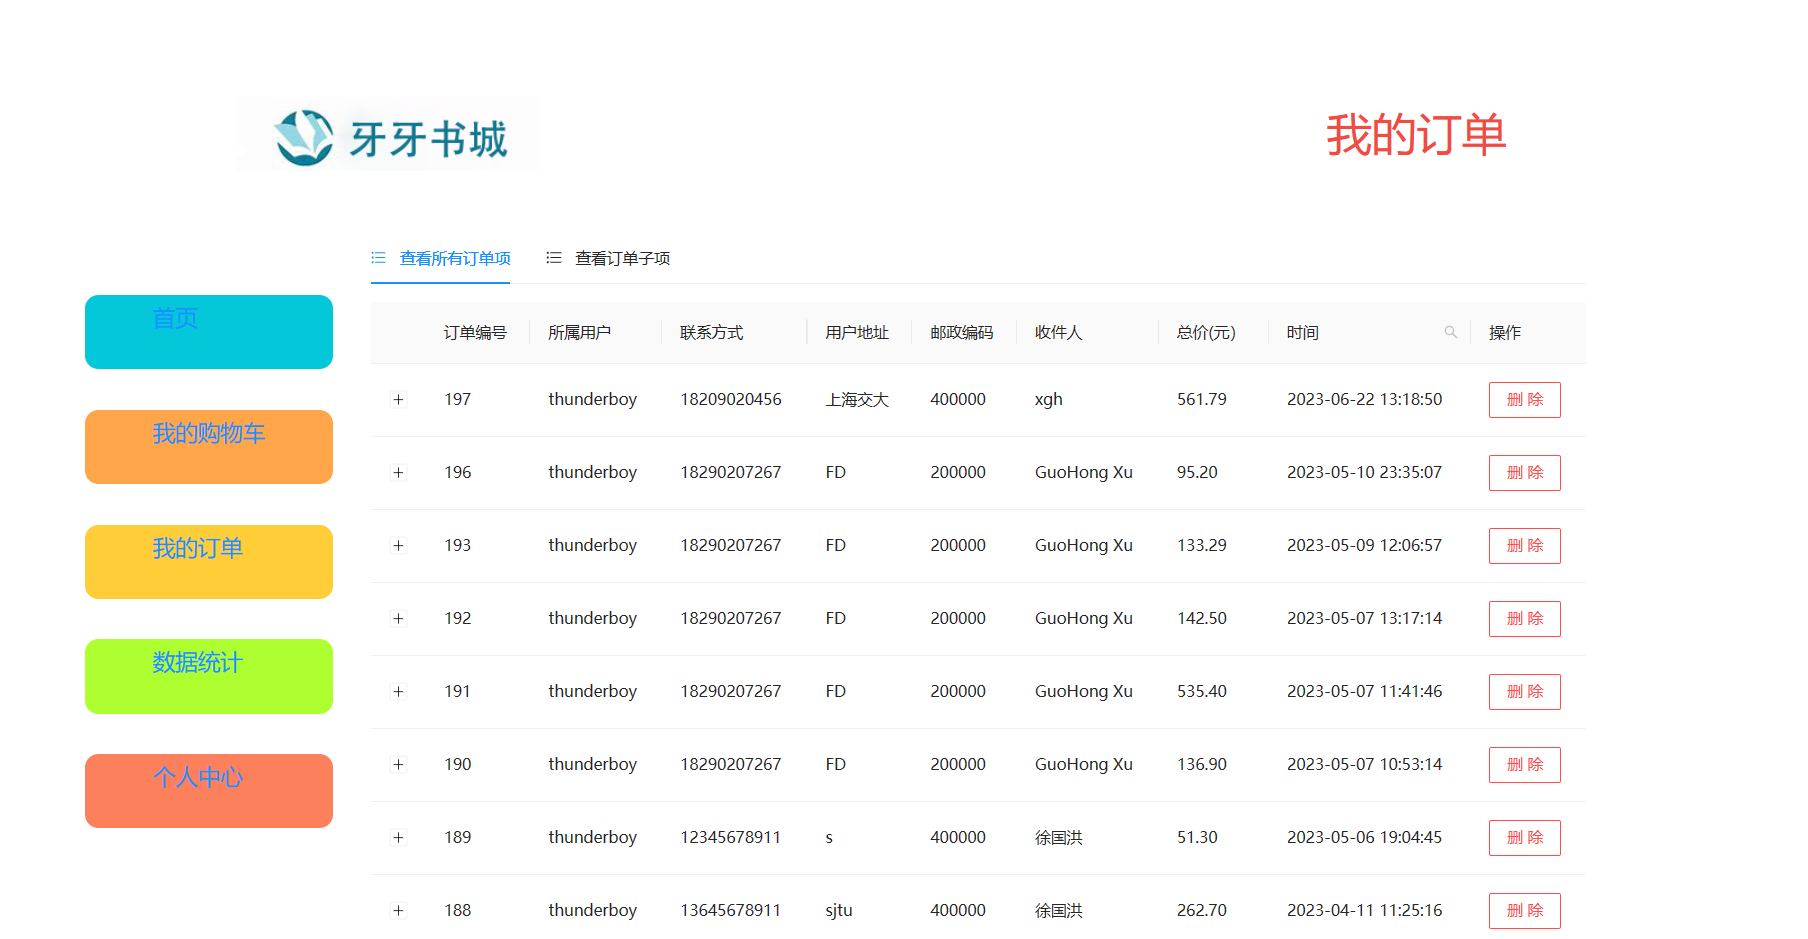 牙牙书城
我的订单
查看所有订单项 查看订单子项
首页
我的购物车
我的订单
数据统计
个人中心
订单编号 所属用户 联系方式 用户地址 邮政编码 收件人 总价(元) 时间 操作
197 thunderboy 18209020456 上海交大 400000 xgh 561.79 2023-06-22 13:18:50 删 除
196 thunderboy 18290207267 FD 200000 GuoHong Xu 95.20 2023-05-10 23:35:07 删 除
193 thunderboy 18290207267 FD 200000 GuoHong Xu 133.29 2023-05-09 12:06:57 删 除
192 thunderboy 18290207267 FD 200000 GuoHong Xu 142.50 2023-05-07 13:17:14 删 除
191 thunderboy 18290207267 FD 200000 GuoHong Xu 535.40 2023-05-07 11:41:46 删 除
190 thunderboy 18290207267 FD 200000 GuoHong Xu 136.90 2023-05-07 10:53:14 删 除
189 thunderboy 12345678911 s 400000 徐国洪 51.30 2023-05-06 19:04:45 删 除
188 thunderboy 13645678911 sjtu 400000 徐国洪 262.70 2023-04-11 11:25:16 删 除